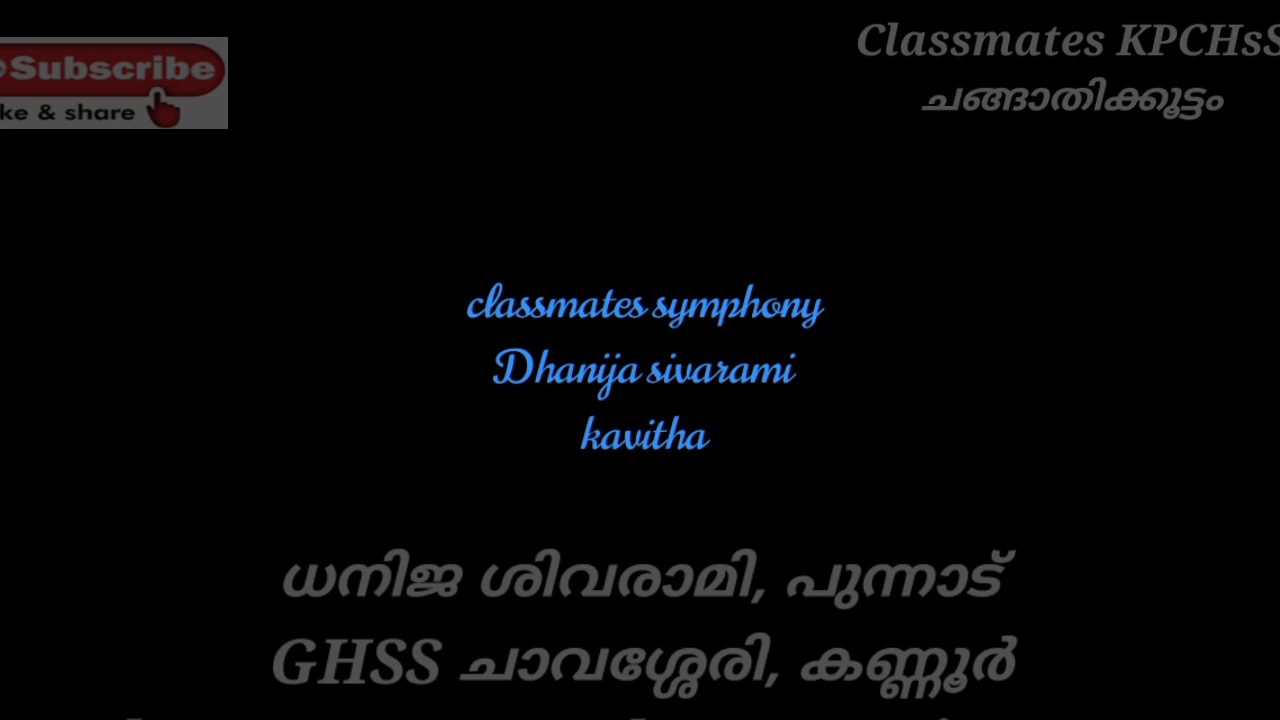 Subscribe
ke & share
Classmates KPCHsS
ചങ്ങാതിക്കൂട്ടം
classmates symphony
Dhanija sivarami
kavitha
ധനിജ ശിവരാമി, പുന്നാട്
GHSS ചാവശ്ശേരി, കണ്ണൂർ